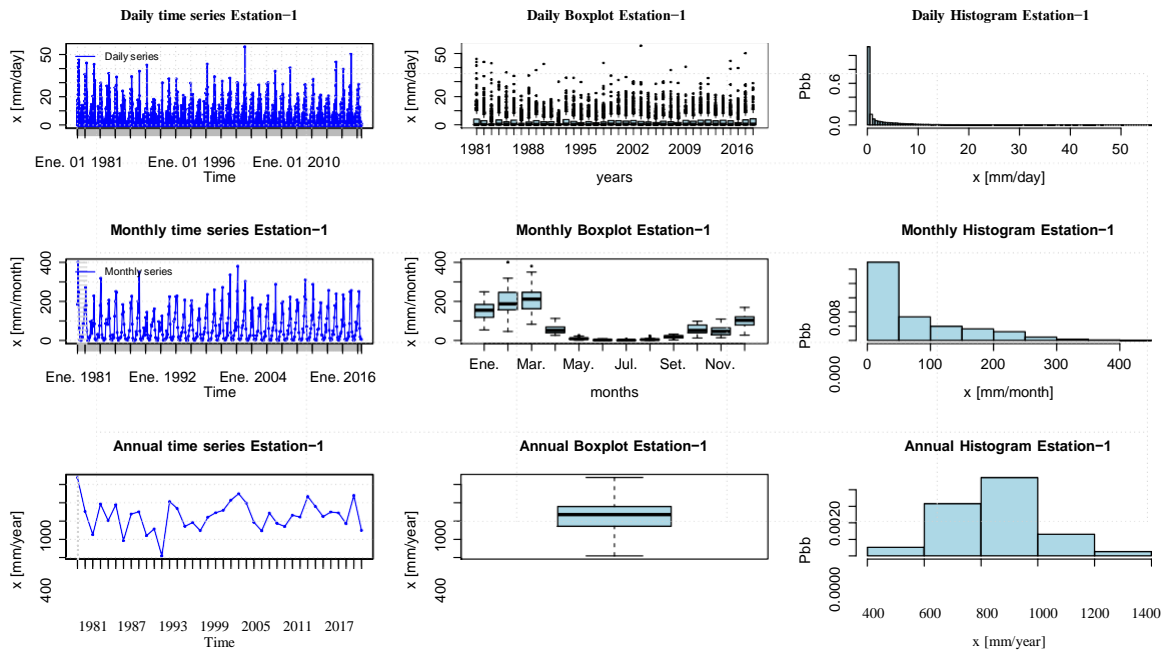 Daily time series Estation−1
x [mm/day]
50
20
0
Daily series
Ene. 01 1981 Ene. 01 1996 Ene. 01 2010
Time
Daily Boxplot Estation−1
x [mm/day]
50
20
0
1981 1988 1995 2002 2009 2016
years
Daily Histogram Estation−1
Pbb
0.6
0.0
0 10 20 30 40 50
x [mm/day]
Monthly time series Estation−1
x [mm/month]
400
200
0
Monthly series
Ene. 1981 Ene. 1992 Ene. 2004 Ene. 2016
Time
Monthly Boxplot Estation−1
x [mm/month]
400
200
0
Ene. Mar. May. Jul. Set. Nov.
months
Monthly Histogram Estation−1
Pbb
0.008
0.000
0 100 200 300 400
x [mm/month]
Annual time series Estation−1
x [mm/year]
1000
400
1981 1987 1993 1999 2005 2011 2017
Time
Annual Boxplot Estation−1
x [mm/year]
1000
400
Annual Histogram Estation−1
Pbb
0.0020
0.0000
400 600 800 1000 1200 1400
x [mm/year]